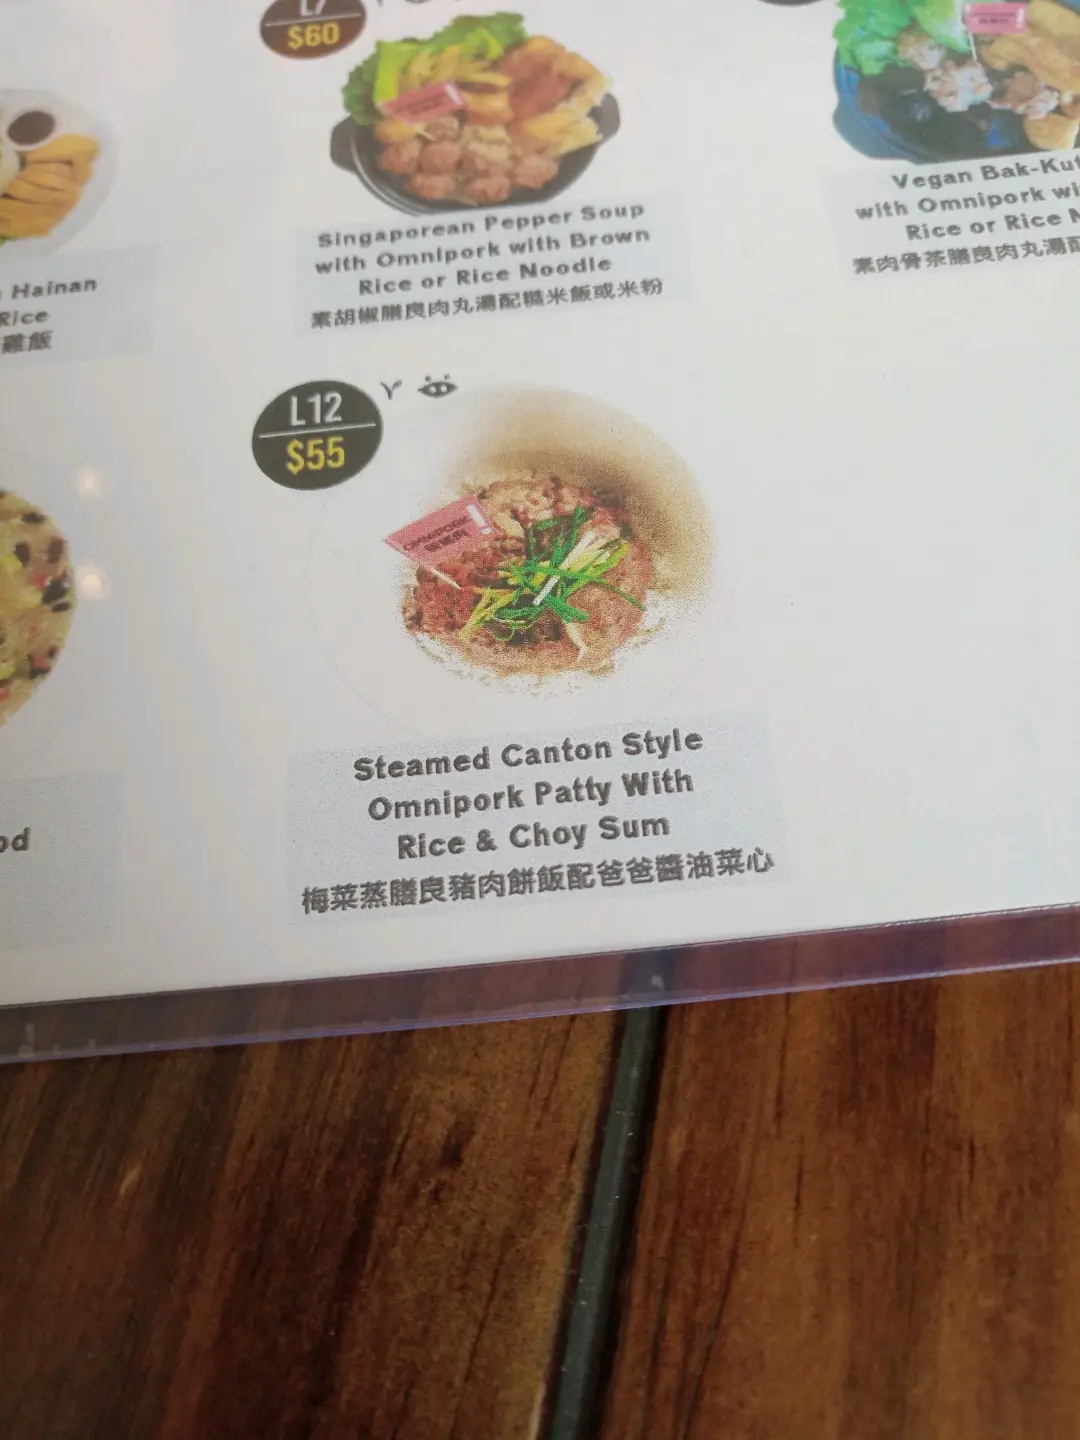 L7
$60
Singaporean Pepper Soup
with Omnipork with Brown
Rice or Rice Noodle
素胡椒膳良肉丸湯配糙米飯或米粉
Vegan Bak-Kut
with Omnipork wi
Rice or Rice N
素肉骨茶膳良肉丸湯配
Hainan
Rice
雞飯
L12
$55
Steamed Canton Style
Omnipork Patty With
Rice & Choy Sum
梅菜蒸膳良豬肉餅飯配爸爸醬油菜心
od